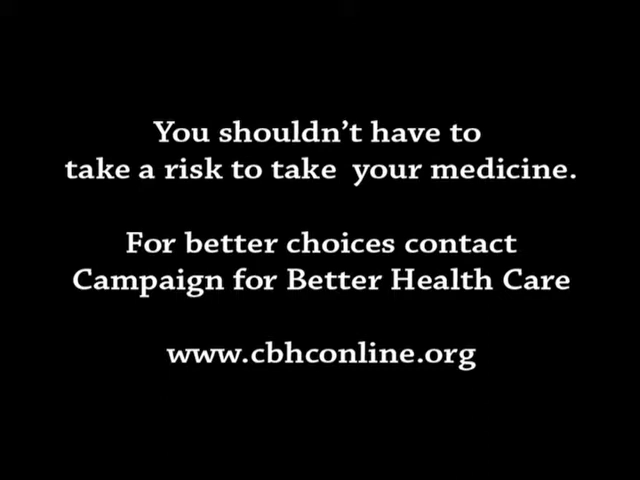 You shouldn't have to
take a risk to take  your medicine.
For better choices contact
Campaign for Better Health Care
www.cbhconline.org